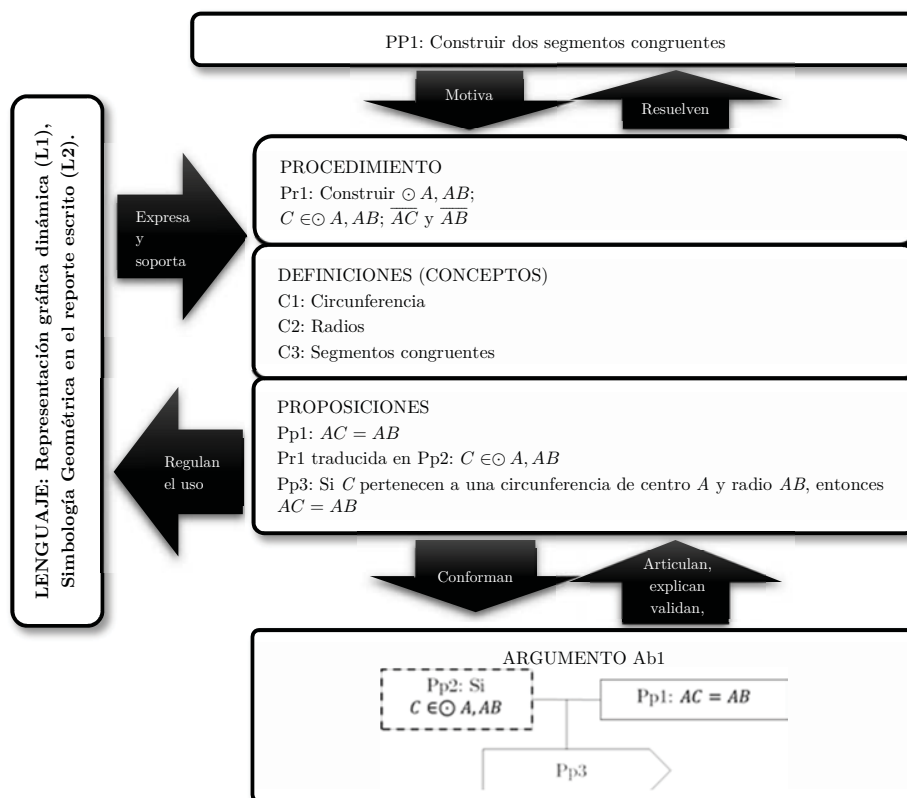 PP1: Construir dos segmentos congruentes
Motiva
Resuelven
LENGUAJE: Representación gráfica dinámica (L1),
Simbología Geométrica en el reporte escrito (L2).
Expresa
y
soporta
PROCEDIMIENTO
Pr1: Construir ⊙ A, AB;
C ∈⊙ A, AB; \overline{AC} y \overline{AB}
DEFINICIONES (CONCEPTOS)
C1: Circunferencia
C2: Radios
C3: Segmentos congruentes
Regulan
el uso
PROPOSICIONES
Pp1: AC = AB
Pr1 traducida en Pp2: C ∈⊙ A, AB
Pp3: Si C pertenecen a una circunferencia de centro A y radio AB, entonces
AC = AB
Conforman
Articulan,
explican
validan,
ARGUMENTO Ab1
Pp2: Si
C ∈⊙ A, AB
Pp1: AC = AB
Pp3